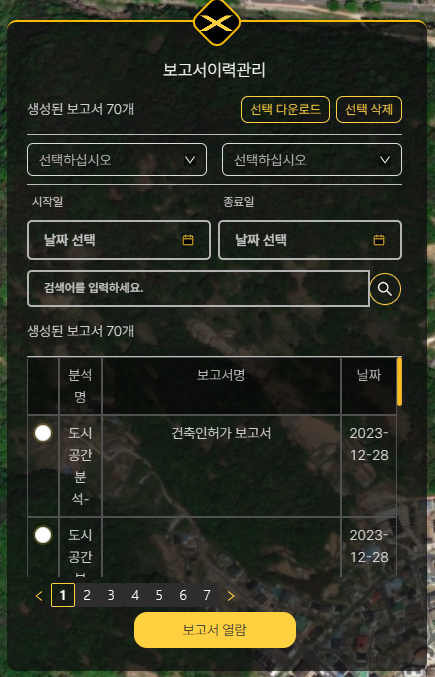 보고서이력관리
생성된 보고서 70개 선택 다운로드 선택 삭제
선택하십시오 선택하십시오
시작일 종료일
날짜 선택 날짜 선택
검색어를 입력하세요.
생성된 보고서 70개
분석명 보고서명 날짜
도시공간분석- 건축인허가 보고서 2023-12-28
도시공간 2023-12-28
1 2 3 4 5 6 7
보고서 열람